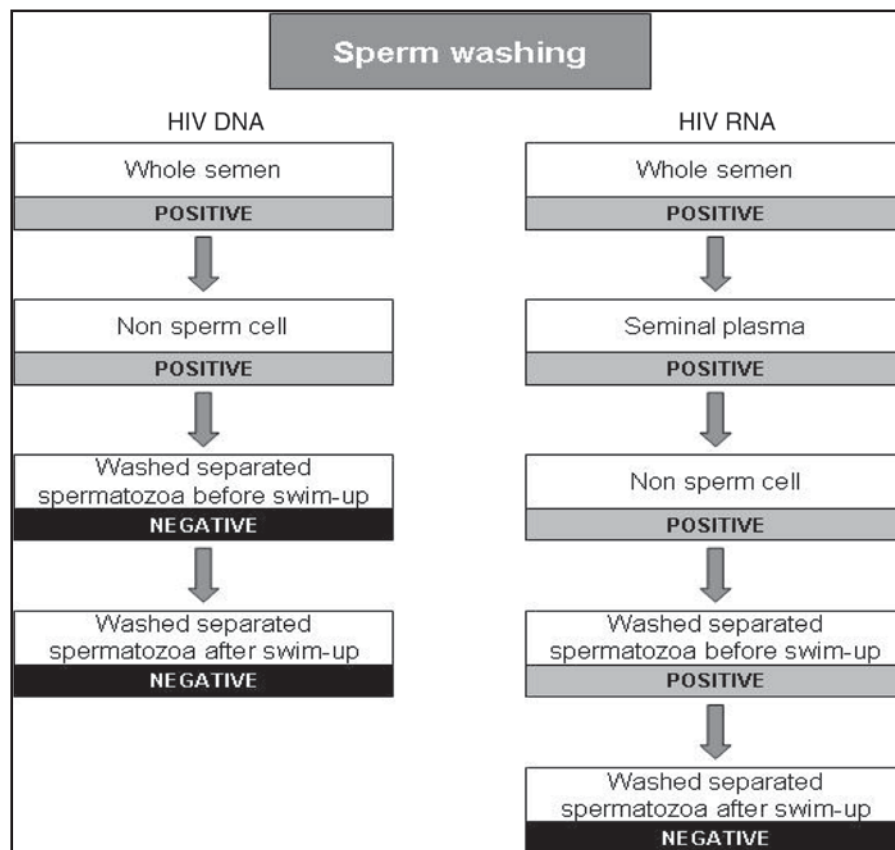 Sperm washing
HIV DNA
Whole semen
POSITIVE
Non sperm cell
POSITIVE
Washed separated
spermatozoa before swim-up
NEGATIVE
Washed separated
spermatozoa after swim-up
NEGATIVE
HIV RNA
Whole semen
POSITIVE
Seminal plasma
POSITIVE
Non sperm cell
POSITIVE
Washed separated
spermatozoa before swim-up
POSITIVE
Washed separated
spermatozoa after swim-up
NEGATIVE